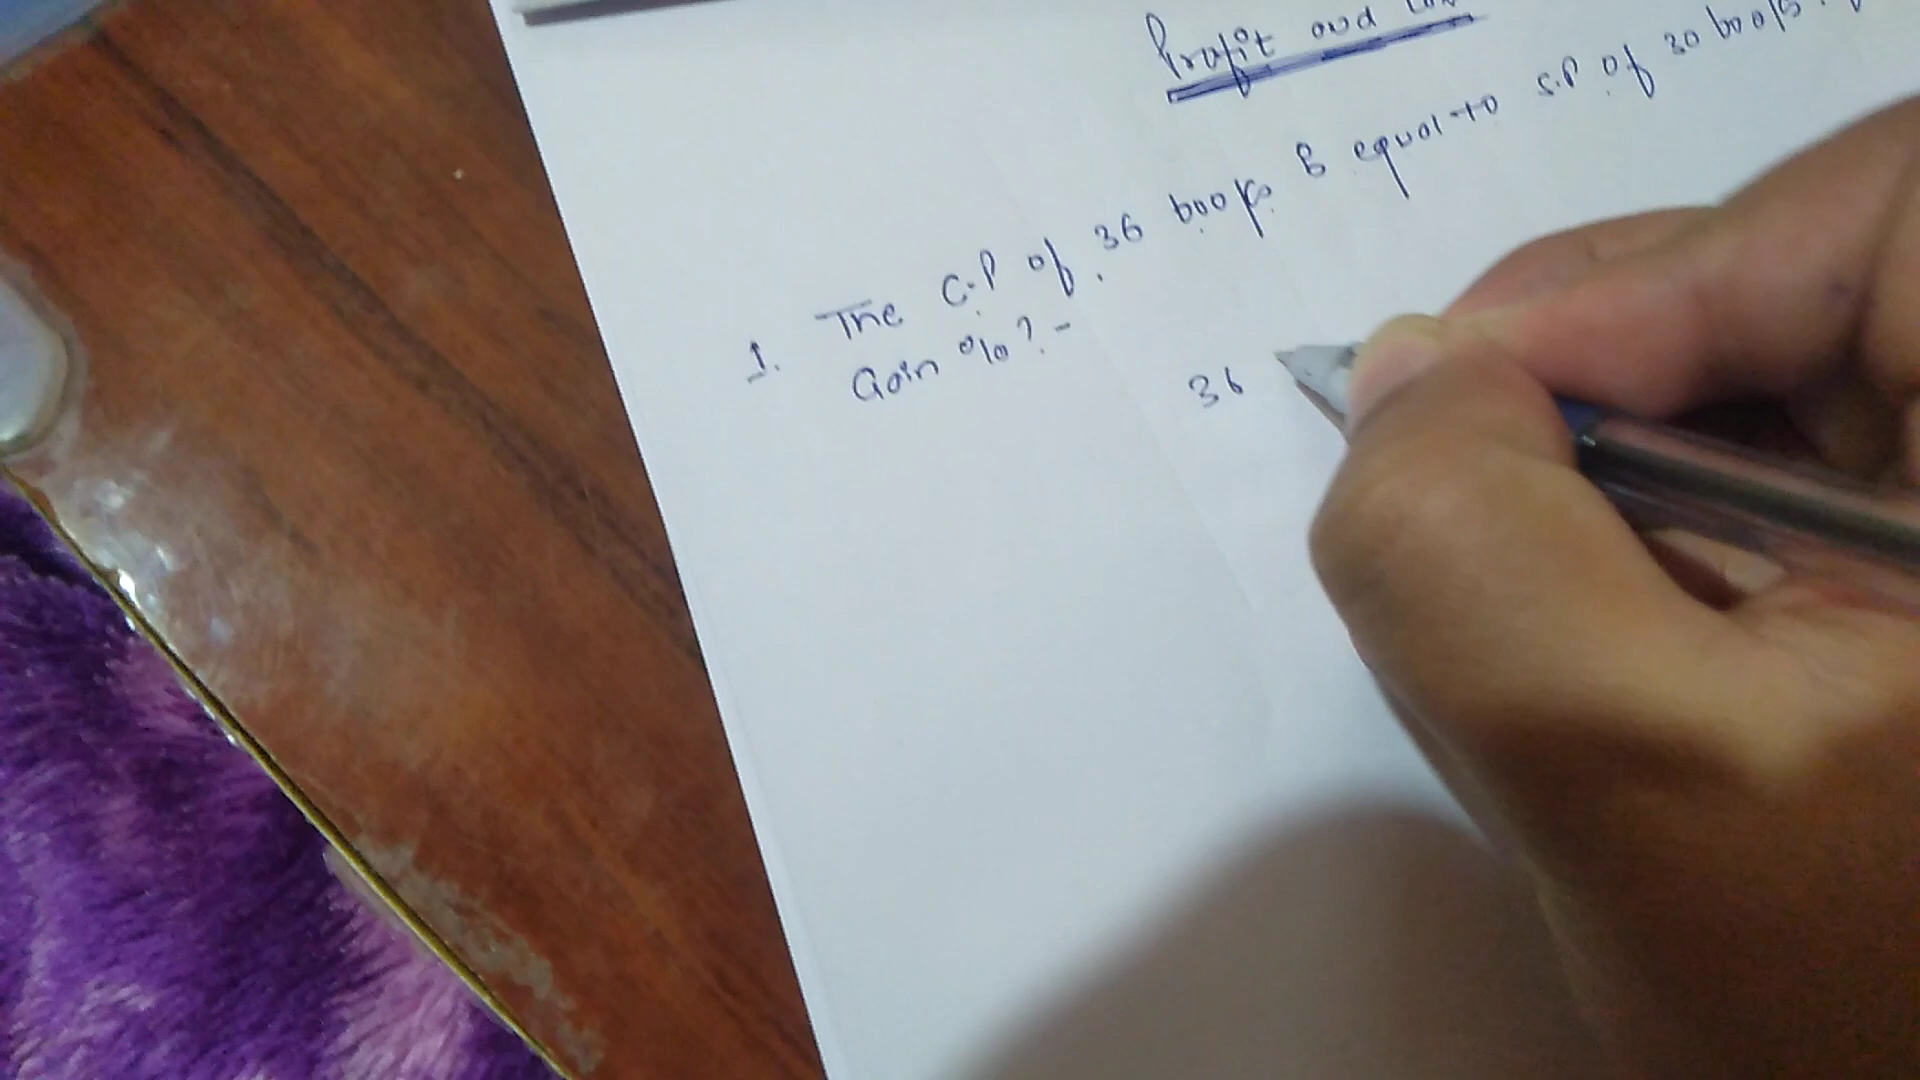 Profit and
1. The C.P of 36 books is equal to S.P of 30 books.
Gain %? -
36